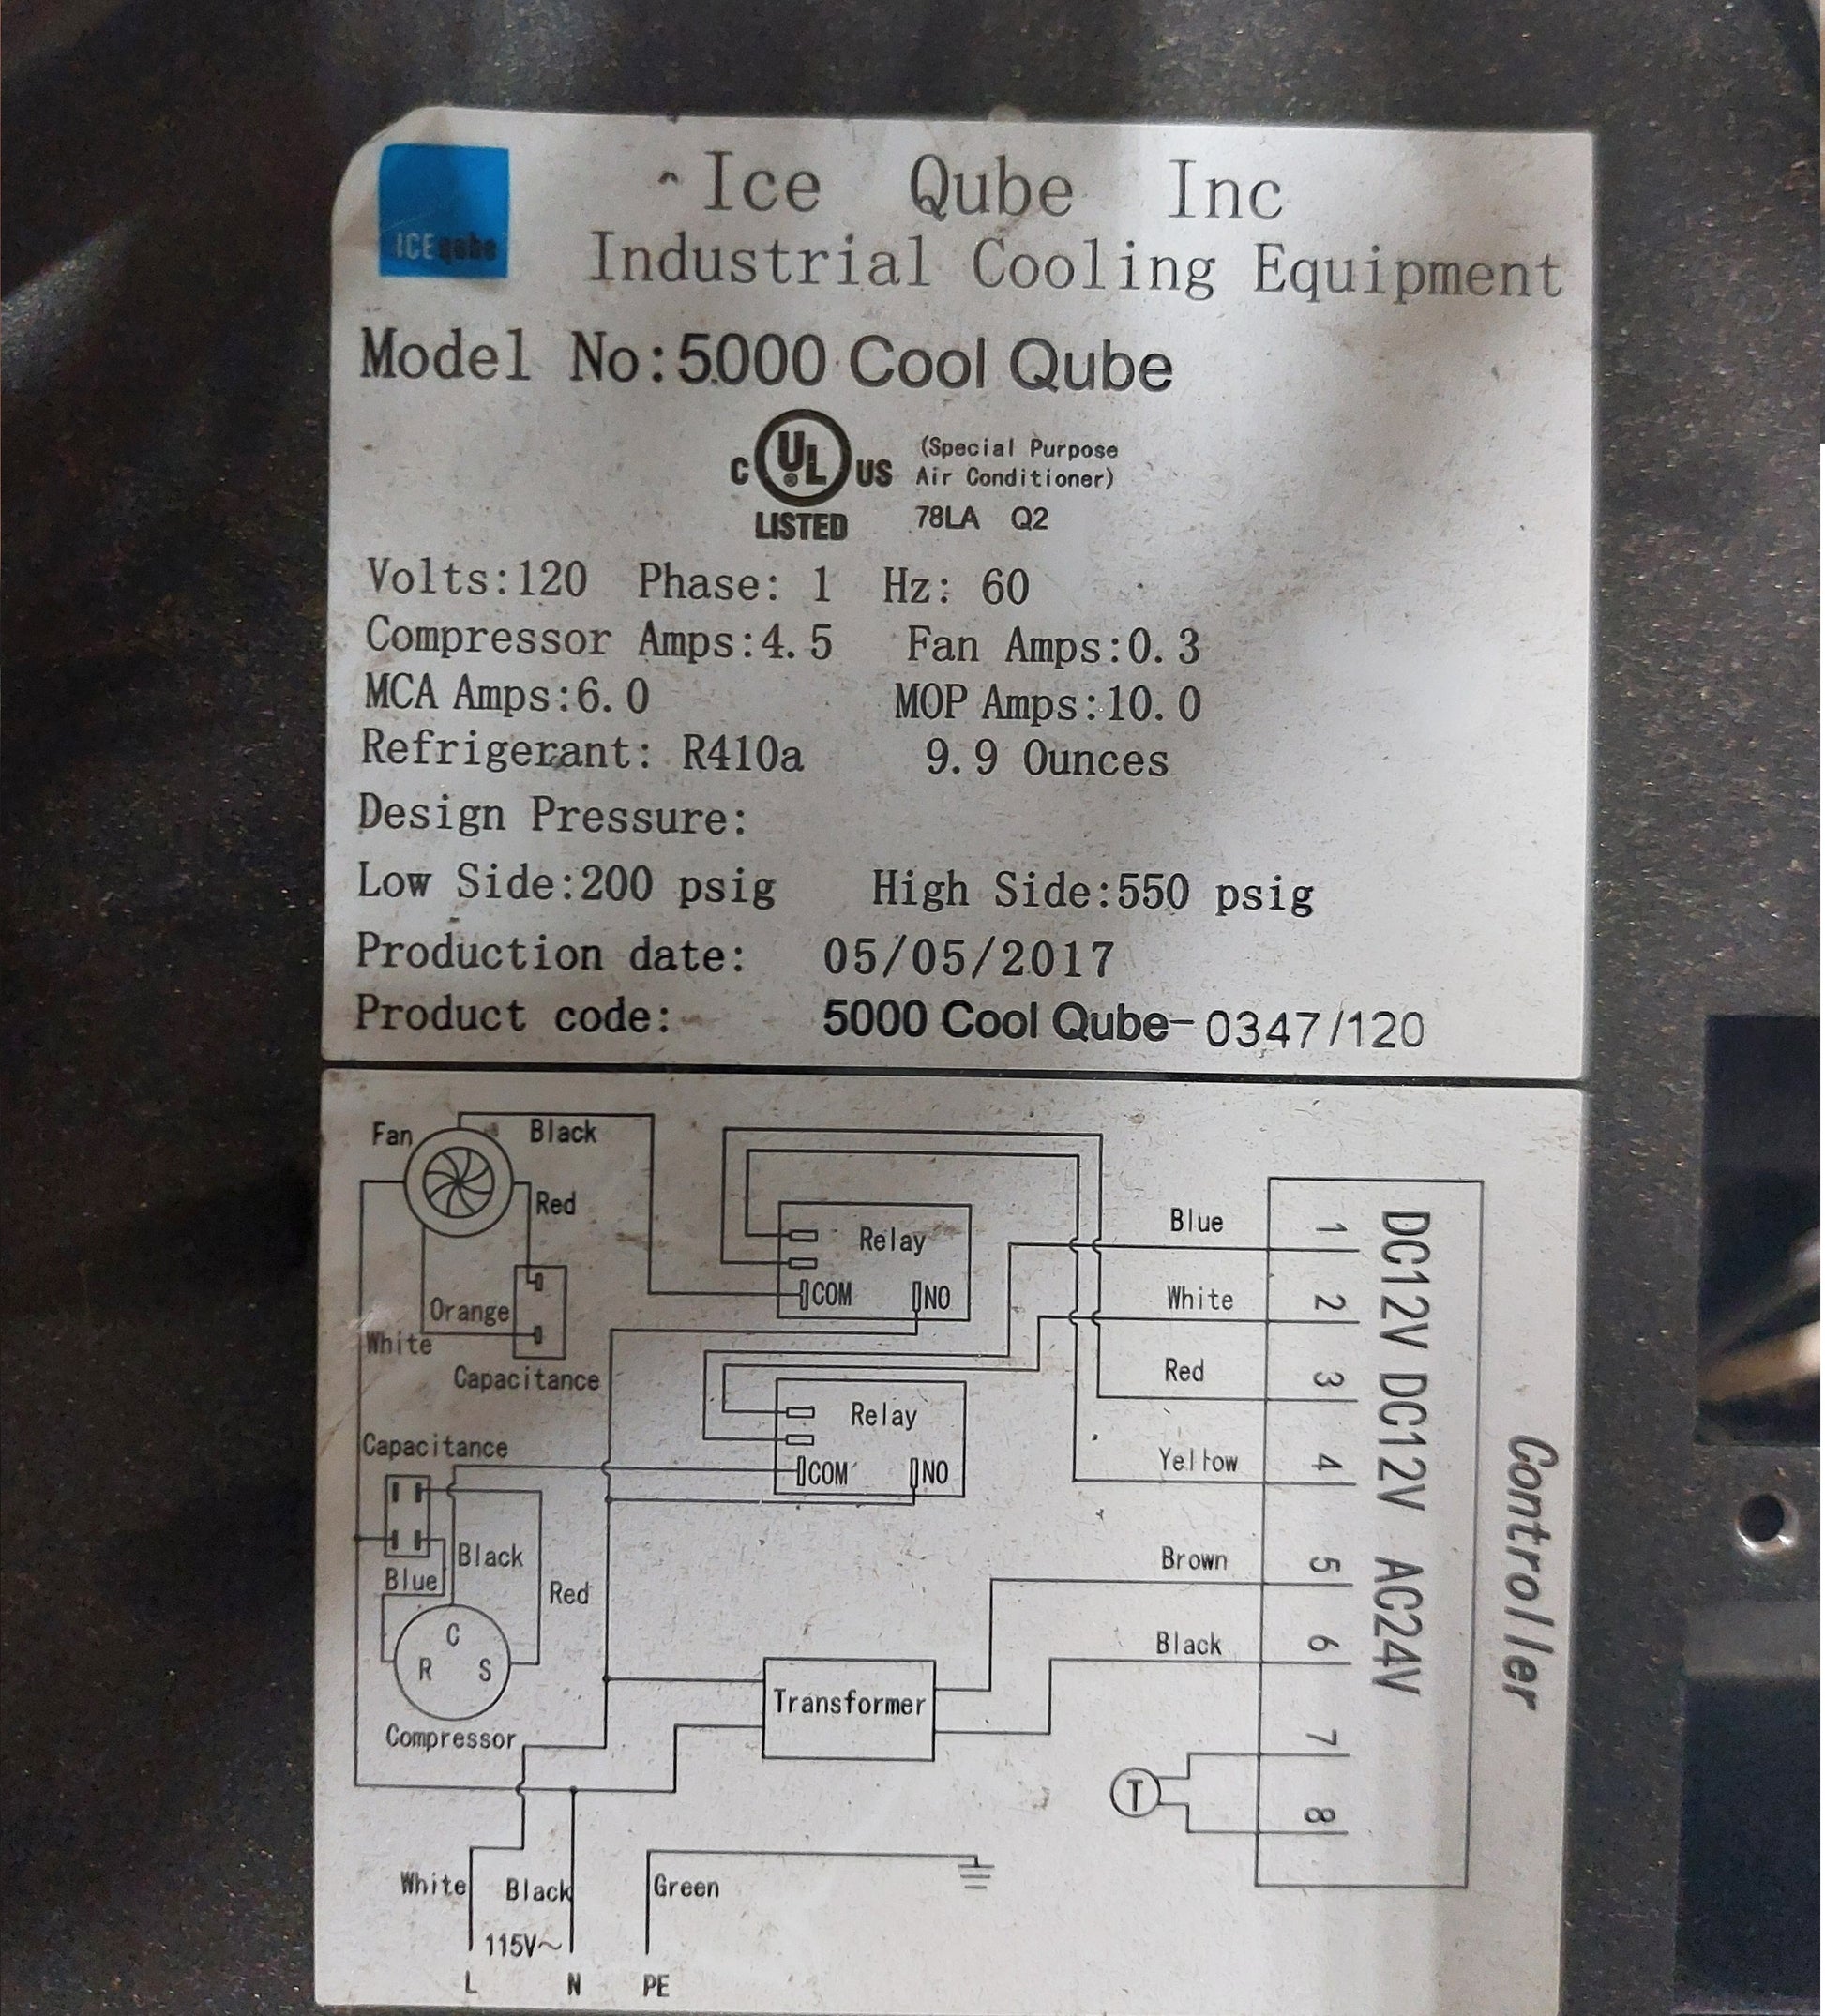 ICEqube
Ice Qube Inc
Industrial Cooling Equipment
Model No:5000 Cool Qube
C UL US
LISTED
(Special Purpose
Air Conditioner)
78LA Q2
Volts:120 Phase: 1 Hz: 60
Compressor Amps:4.5 Fan Amps:0.3
MCA Amps:6.0 MOP Amps:10.0
Refrigerant: R410a 9.9 Ounces
Design Pressure:
Low Side:200 psig High Side:550 psig
Production date: 05/05/2017
Product code: 5000 Cool Qube-0347/120
Fan
Black
Red
Orange
White
Capacitance
Relay
COM NO
Relay
COM NO
Capacitance
Black
Blue
Red
C
R S
Compressor
Transformer
Blue 1
White 2
Red 3
Yellow 4
Brown 5
Black 6
7
8
DC12V DC12V AC24V
Controller
T
White Black Green
115V~
L N PE